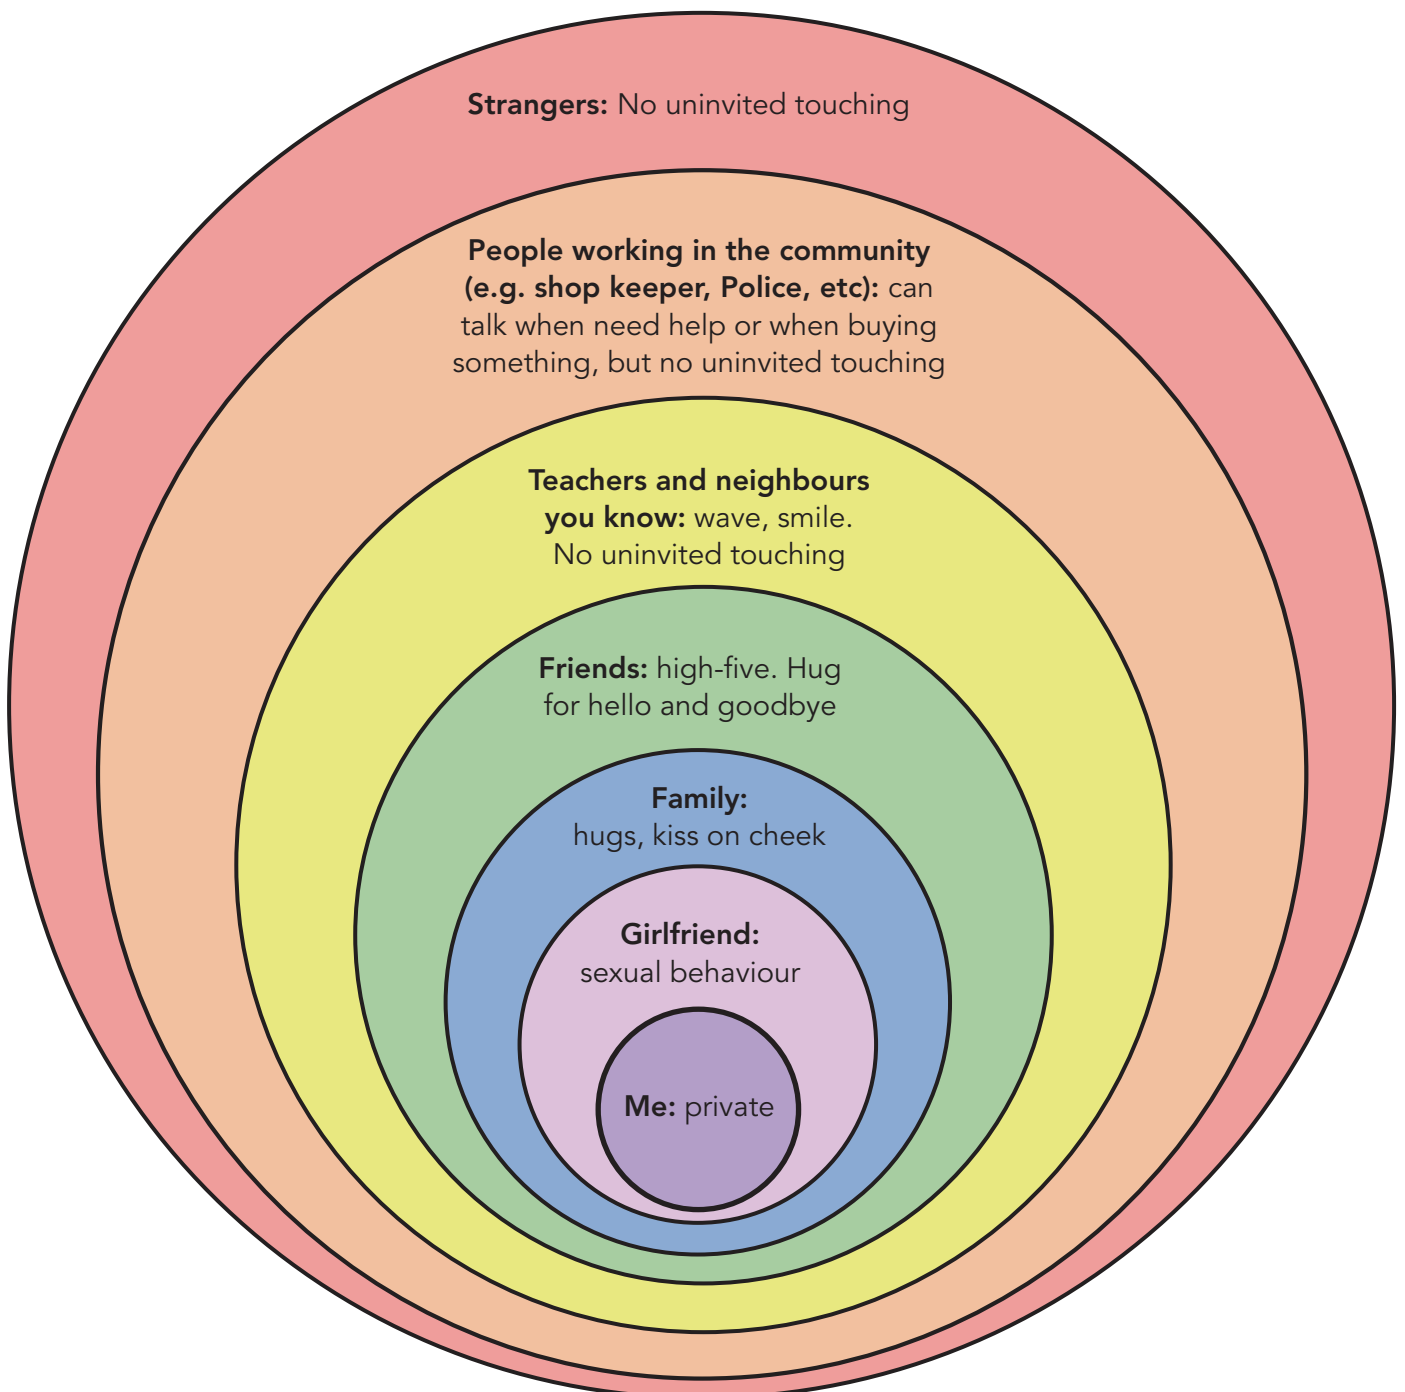 Strangers: No uninvited touching
People working in the community
(e.g. shop keeper, Police, etc): can
talk when need help or when buying
something, but no uninvited touching
Teachers and neighbours
you know: wave, smile.
No uninvited touching
Friends: high-five. Hug
for hello and goodbye
Family:
hugs, kiss on cheek
Girlfriend:
sexual behaviour
Me: private